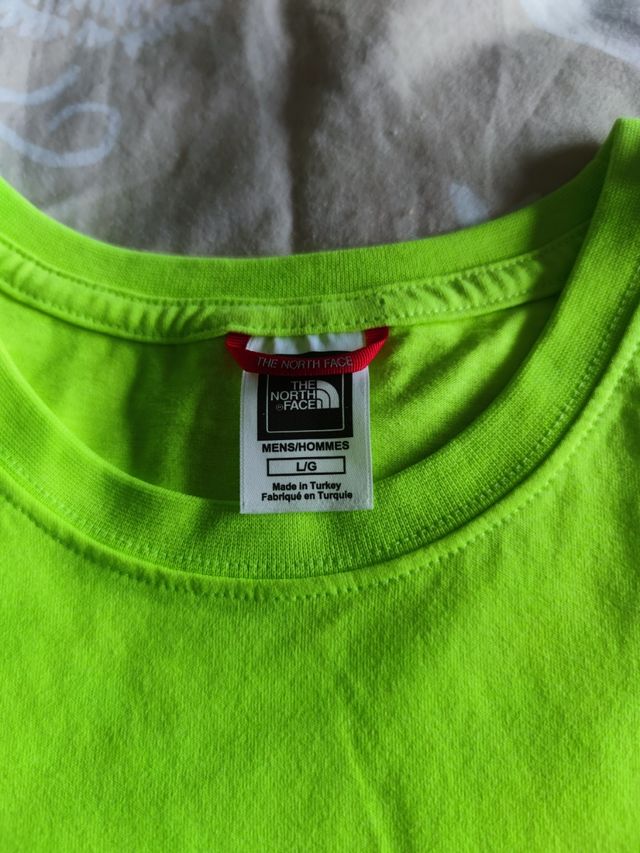 THE NORTH FACE
THE
NORTH
FACE
MENS/HOMMES
L/G
Made in Turkey
Fabriqué en Turquie